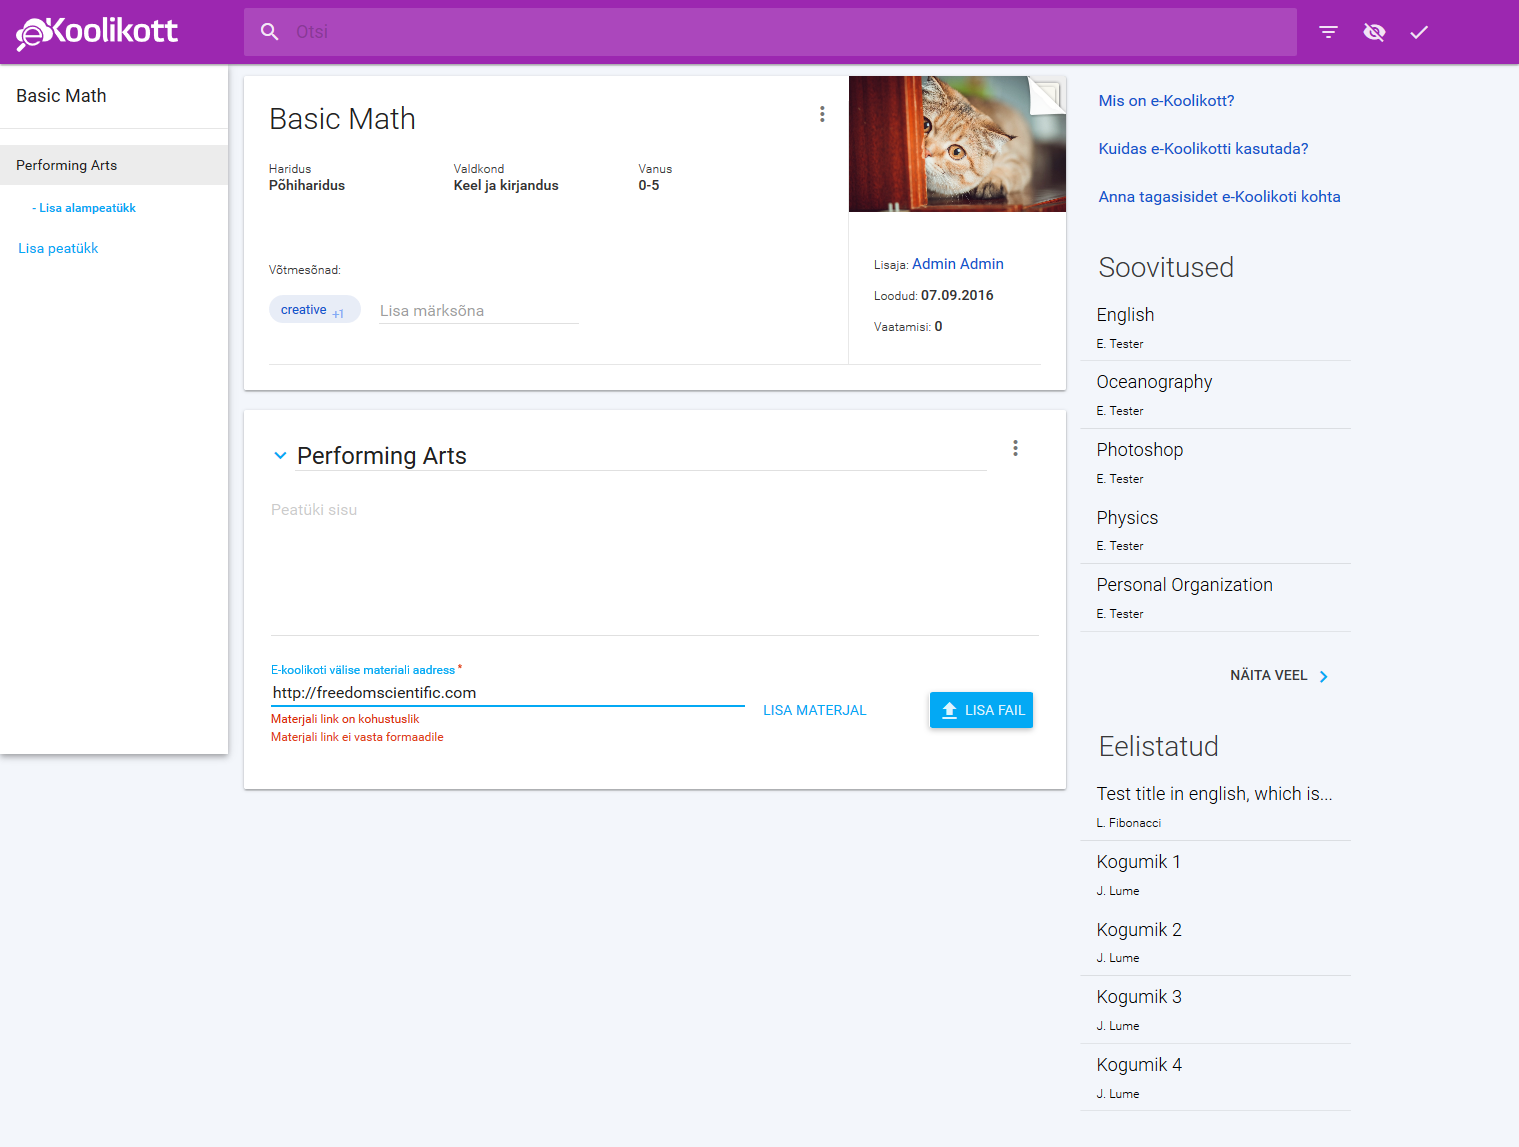 eKoolikott
Otsi
Basic Math
Performing Arts
- Lisa alampeatükk
Lisa peatükk
Basic Math
Haridus
Põhiharidus
Valdkond
Keel ja kirjandus
Vanus
0-5
Võtmesõnad:
creative +1
Lisa märksõna
Lisaja: Admin Admin
Loodud: 07.09.2016
Vaatamisi: 0
Performing Arts
Peatüki sisu
E-koolikoti välise materiali aadress *
http://freedomscientific.com
Materjali link on kohustuslik
Materjali link ei vasta formaadile
LISA MATERJAL
LISA FAIL
Mis on e-Koolikott?
Kuidas e-Koolikotti kasutada?
Anna tagasisidet e-Koolikoti kohta
Soovitused
English
E. Tester
Oceanography
E. Tester
Photoshop
E. Tester
Physics
E. Tester
Personal Organization
E. Tester
NÄITA VEEL
Eelistatud
Test title in english, which is...
L. Fibonacci
Kogumik 1
J. Lume
Kogumik 2
J. Lume
Kogumik 3
J. Lume
Kogumik 4
J. Lume